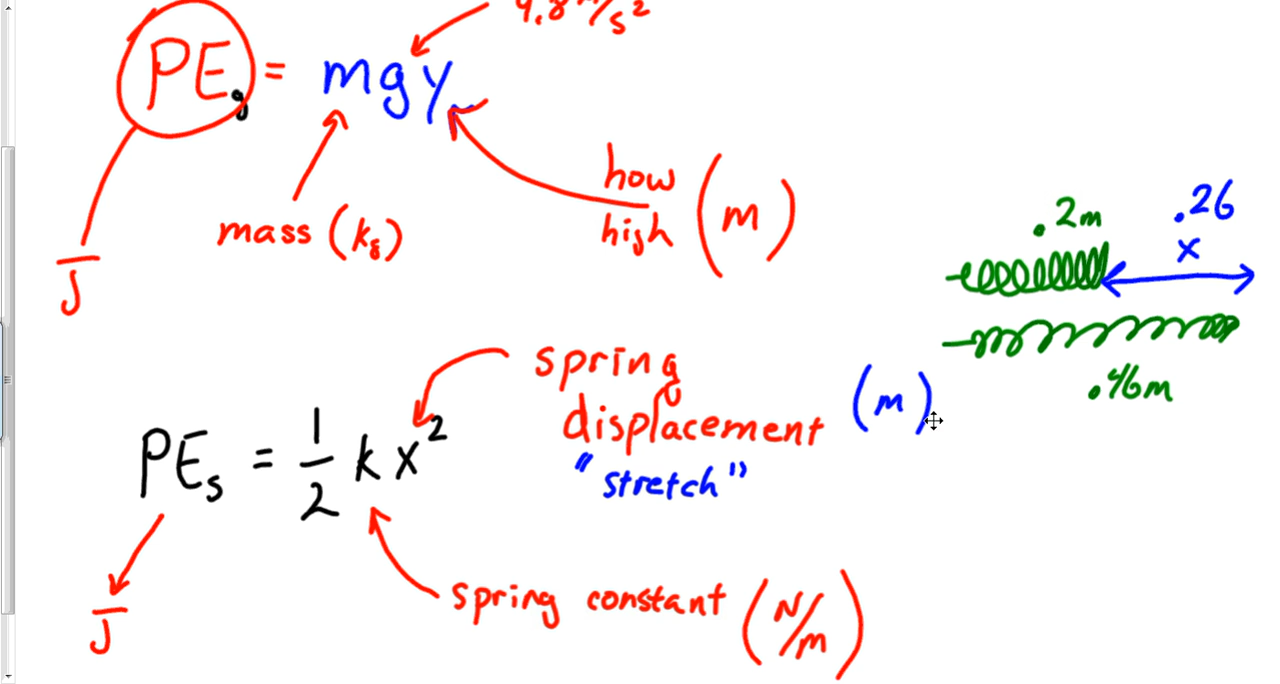 9.8 m/s²
PEg = mgy
how high (m)
mass (kg)
J
.2m
.26
x
.46m
spring displacement (m)
"stretch"
PEs = 1/2 kx²
spring constant (N/m)
J